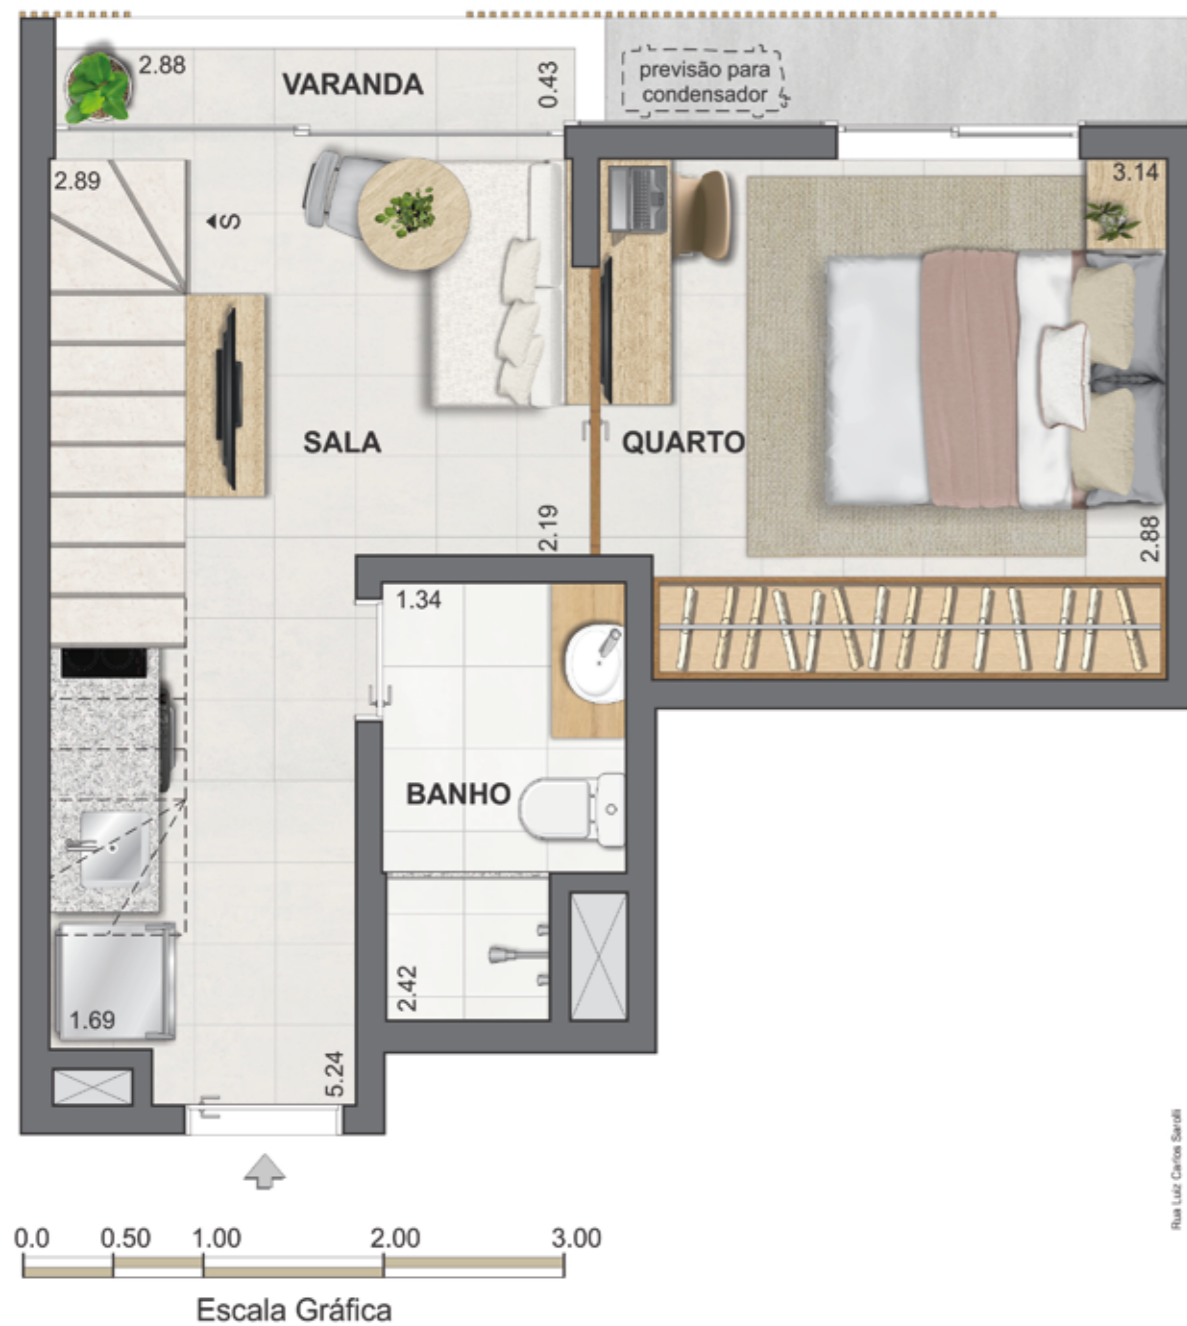 2.88
VARANDA
0.43
previsão para
condensador
2.89
S
3.14
SALA
QUARTO
2.19
2.88
1.34
BANHO
2.42
1.69
5.24
0.0 0.50 1.00 2.00 3.00
Escala Gráfica
Rua Luiz Carlos Saroli